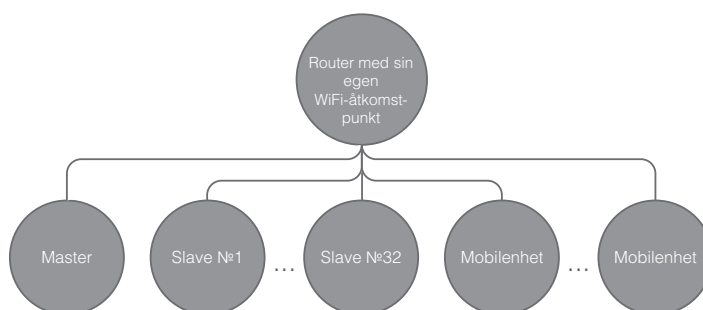 Router med sin
egen
WiFi-åtkomst-
punkt
Master
Slave №1
...
Slave №32
Mobilenhet
...
Mobilenhet